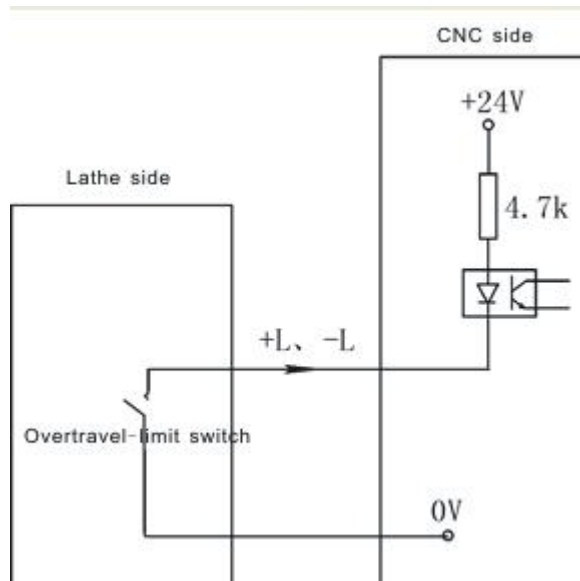 CNC side
+24V
Lathe side
4.7k
+L、-L
Overtravel-limit switch
0V